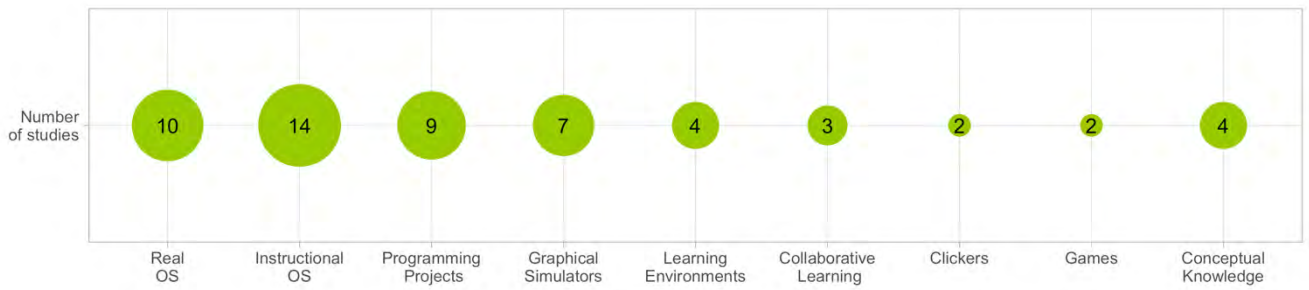 Number
of studies
10
14
9
7
4
3
2
2
4
Real
OS
Instructional
OS
Programming
Projects
Graphical
Simulators
Learning
Environments
Collaborative
Learning
Clickers
Games
Conceptual
Knowledge